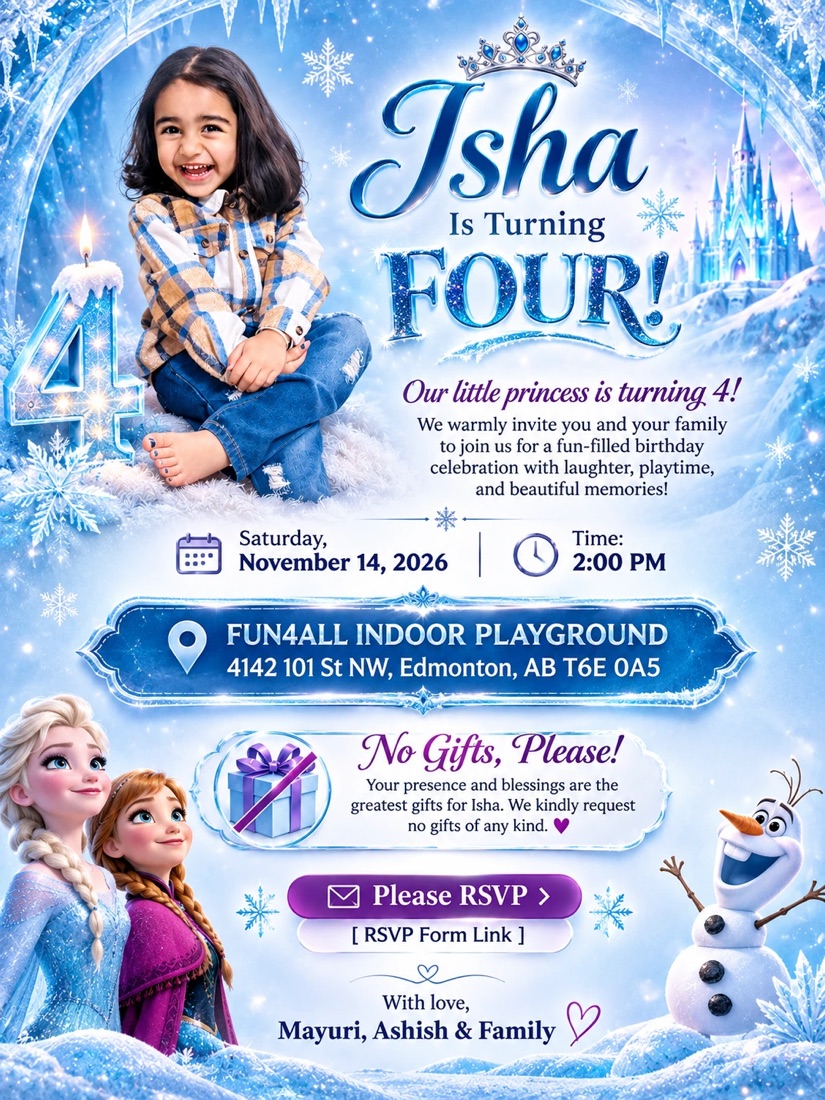 Isha
Is Turning
FOUR!
Our little princess is turning 4!
We warmly invite you and your family
to join us for a fun-filled birthday
celebration with laughter, playtime,
and beautiful memories!
4
Saturday,
November 14, 2026
Time:
2:00 PM
FUN4ALL INDOOR PLAYGROUND
4142 101 St NW, Edmonton, AB T6E 0A5
No Gifts, Please!
Your presence and blessings are the
greatest gifts for Isha. We kindly request
no gifts of any kind. 💜
Please RSVP >
[ RSVP Form Link ]
With love,
Mayuri, Ashish & Family